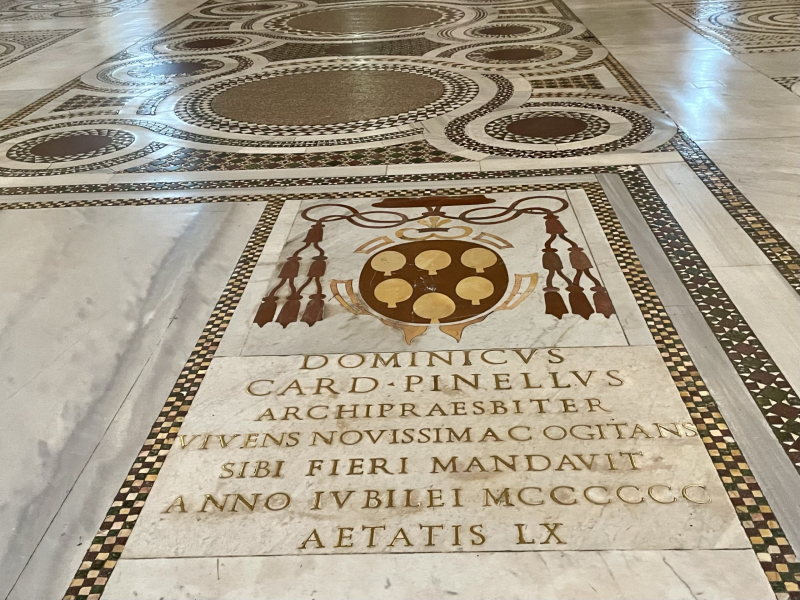 DOMINICVS
CARD·PINELLVS
ARCHIPRAESBITER
VIVENS NOVISSIMA COGITANS
SIBI FIERI MANDAVIT
ANNO IVBILEI MCCCCCC
AETATIS LX